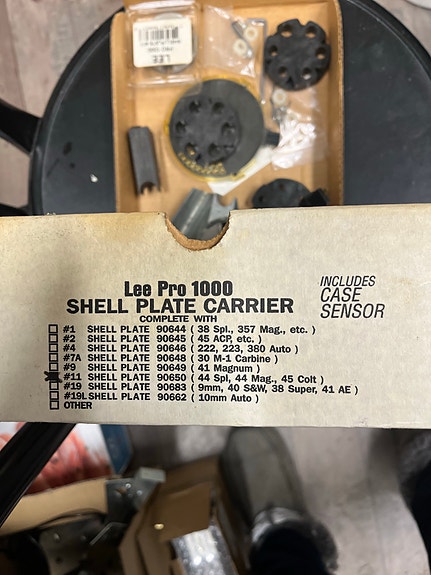 LEE
Lee Pro 1000
SHELL PLATE CARRIER
COMPLETE WITH
INCLUDES
CASE
SENSOR
#1 SHELL PLATE 90644 ( 38 Spl., 357 Mag., etc. )
#2 SHELL PLATE 90645 ( 45 ACP, etc. )
#4 SHELL PLATE 90646 ( 222, 223, 380 Auto )
#7A SHELL PLATE 90648 ( 30 M-1 Carbine )
#9 SHELL PLATE 90649 ( 41 Magnum )
#11 SHELL PLATE 90650 ( 44 Spl, 44 Mag., 45 Colt )
#19 SHELL PLATE 90683 ( 9mm, 40 S&W, 38 Super, 41 AE )
#19L SHELL PLATE 90662 ( 10mm Auto )
OTHER